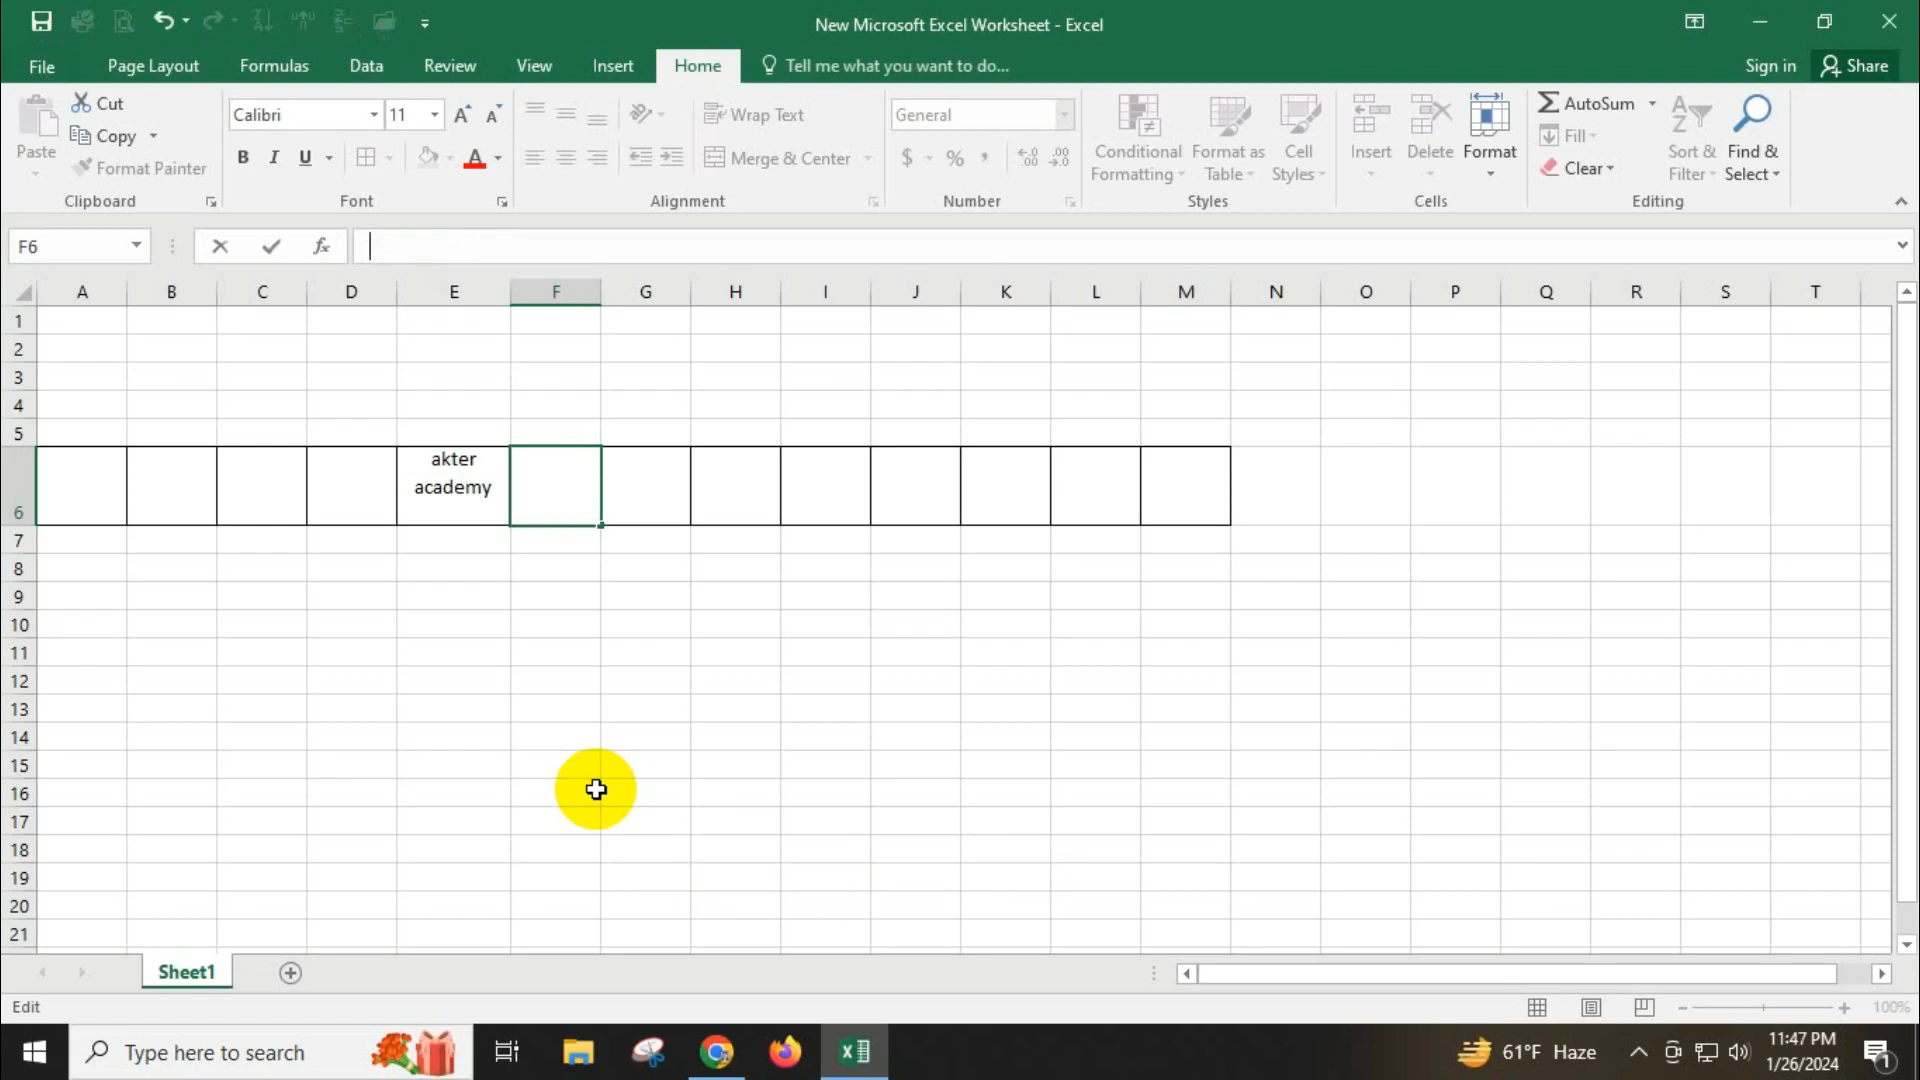 New Microsoft Excel Worksheet - Excel
File Page Layout Formulas Data Review View Insert Home Tell me what you want to do... Sign in Share
Paste Cut Copy Format Painter Clipboard
Calibri 11 B I U A Font
Wrap Text Merge & Center Alignment
General $ % , Number
Conditional Formatting Format as Table Cell Styles Styles
Insert Delete Format Cells
AutoSum Fill Clear Sort & Filter Find & Select Editing
F6 fx
A B C D E F G H I J K L M N O P Q R S T
1
2
3
4
5
akter
academy
6
7
8
9
10
11
12
13
14
15
16
17
18
19
20
21
Sheet1
Edit 100%
Type here to search 61°F Haze 11:47 PM
1/26/2024 1